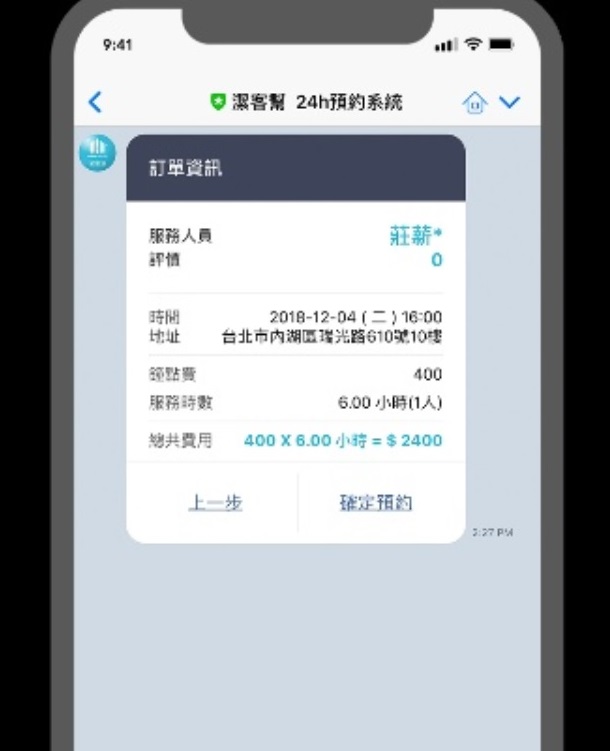 9:41
潔客幫 24h預約系統
訂單資訊
服務人員 莊薪*
評價 0
時間 2018-12-04 ( 二 ) 16:00
地址 台北市內湖區瑞光路610號10樓
鐘點費 400
服務時數 6.00 小時(1人)
總共費用 400 X 6.00 小時 = $ 2400
上一步 確定預約
2:27 PM